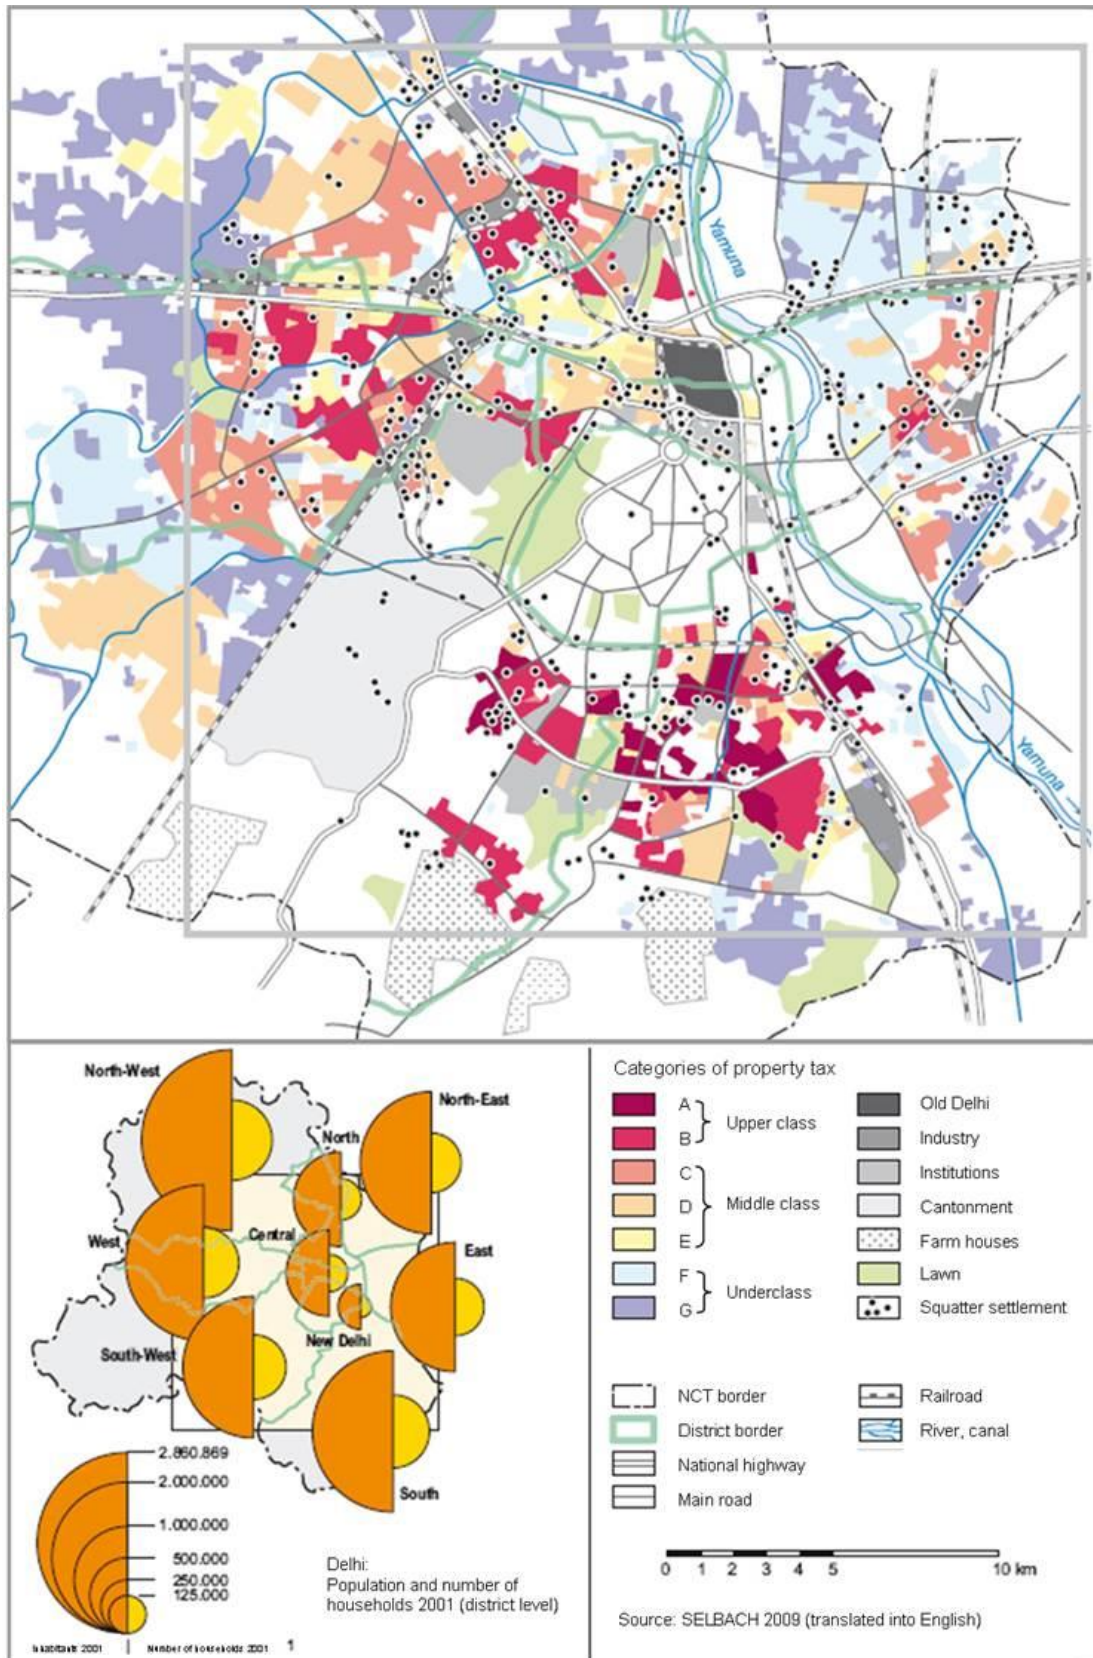 Yamuna
Yamuna
North-West
North-East
North
Central
West
East
New Delhi
South-West
South
2.860.869
2.000.000
1.000.000
500.000
250.000
125.000
Inhabitants 2001
Number of households 2001
1
Delhi:
Population and number of
households 2001 (district level)
Categories of property tax
A
B
Upper class
C
D
E
Middle class
F
G
Underclass
Old Delhi
Industry
Institutions
Cantonment
Farm houses
Lawn
Squatter settlement
NCT border
District border
National highway
Main road
Railroad
River, canal
0 1 2 3 4 5 10 km
Source: SELBACH 2009 (translated into English)